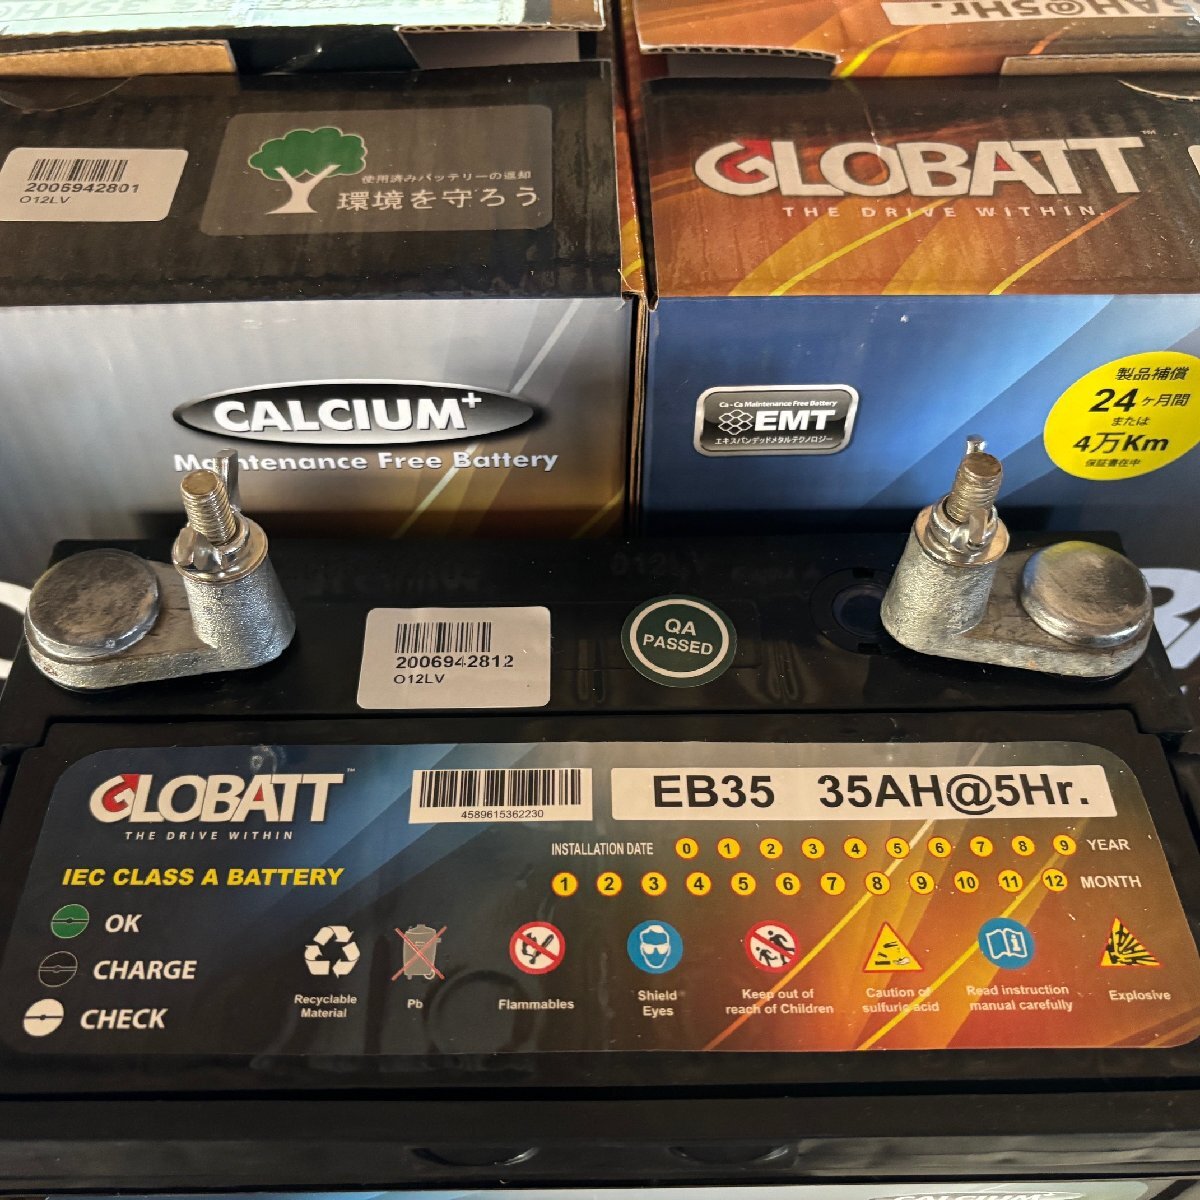 5AH@5Hr.
2006942801
O12LV
使用済みバッテリーの返却
環境を守ろう
GLOBATT™
THE DRIVE WITHIN
CALCIUM+
Maintenance Free Battery
Ca - Ca Maintenance Free Battery
EMT
エキスパンデッドメタルテクノロジー
製品補償
24ヶ月間
または
4万Km
保証書在中
2006942812
O12LV
QA
PASSED
GLOBATT™
THE DRIVE WITHIN
4589615362230
EB35 35AH@5Hr.
INSTALLATION DATE 0 1 2 3 4 5 6 7 8 9 YEAR
1 2 3 4 5 6 7 8 9 10 11 12 MONTH
IEC CLASS A BATTERY
OK
CHARGE
CHECK
Recyclable
Material
Pb
Flammables
Shield
Eyes
Keep out of
reach of Children
Caution of
sulfuric acid
Read instruction
manual carefully
Explosive
CALCIUM+